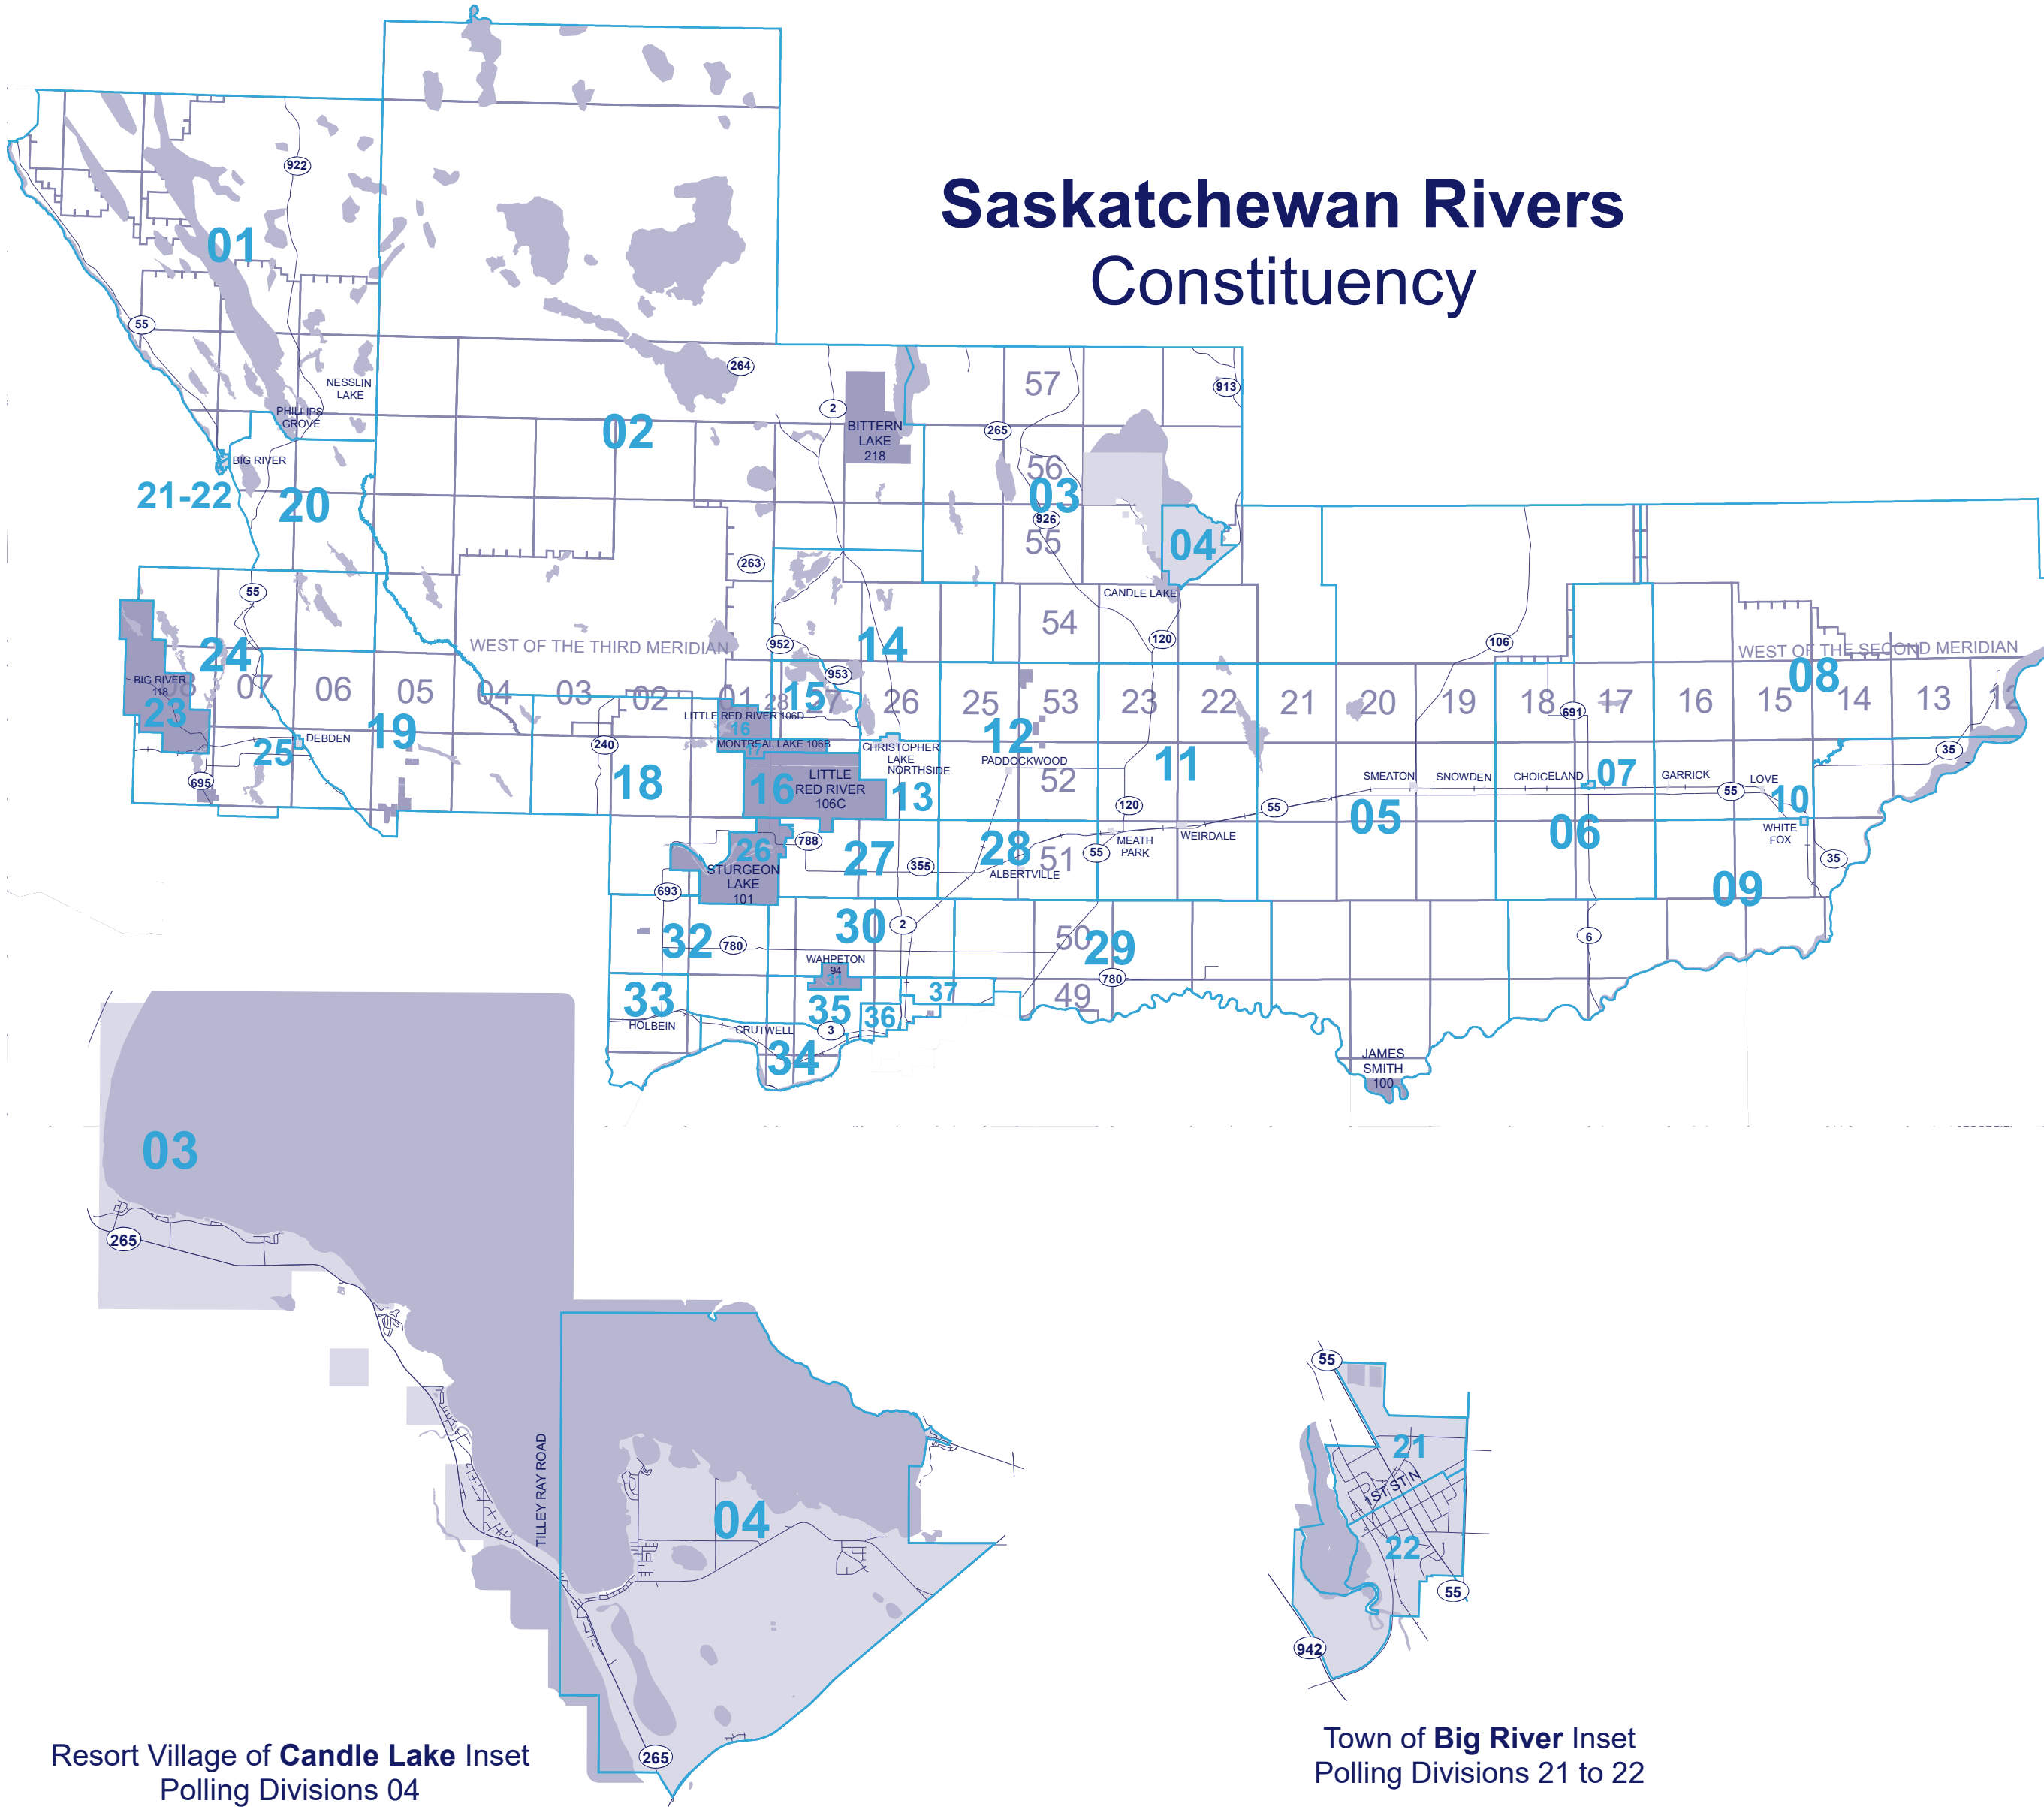 Saskatchewan Rivers
Constituency
922
01
55
NESSLIN
LAKE
PHILLIPS
GROVE
264
2
57
913
02
BITTERN
LAKE
218
265
56
03
BIG RIVER
21-22
20
926
55
04
263
55
CANDLE LAKE
54
120
106
952
14
24
WEST OF THE THIRD MERIDIAN
WEST OF THE SECOND MERIDIAN
08
BIG RIVER
118
08
07
06
05
04
03
02
01
28
27
953
15
26
25
53
23
22
21
20
19
18
691
17
16
15
14
13
12
23
LITTLE RED RIVER 106D
16
MONTREAL LAKE 106B
17
25
DEBDEN
19
240
CHRISTOPHER
LAKE
NORTHSIDE
12
PADDOCKWOOD
35
695
18
16
LITTLE
RED RIVER
106C
13
52
11
SMEATON
SNOWDEN
CHOICELAND
07
GARRICK
LOVE
55
10
120
55
05
06
WHITE
FOX
26
788
27
355
28
51
55
MEATH
PARK
WEIRDALE
ALBERTVILLE
35
STURGEON
LAKE
101
693
09
32
780
30
2
50
29
6
WAHPETON
94
31
780
33
HOLBEIN
35
36
37
49
CRUTWELL
3
34
JAMES
SMITH
100
03
265
TILLEY RAY ROAD
04
265
Resort Village of Candle Lake Inset
Polling Divisions 04
55
21
1ST ST N
22
55
942
Town of Big River Inset
Polling Divisions 21 to 22